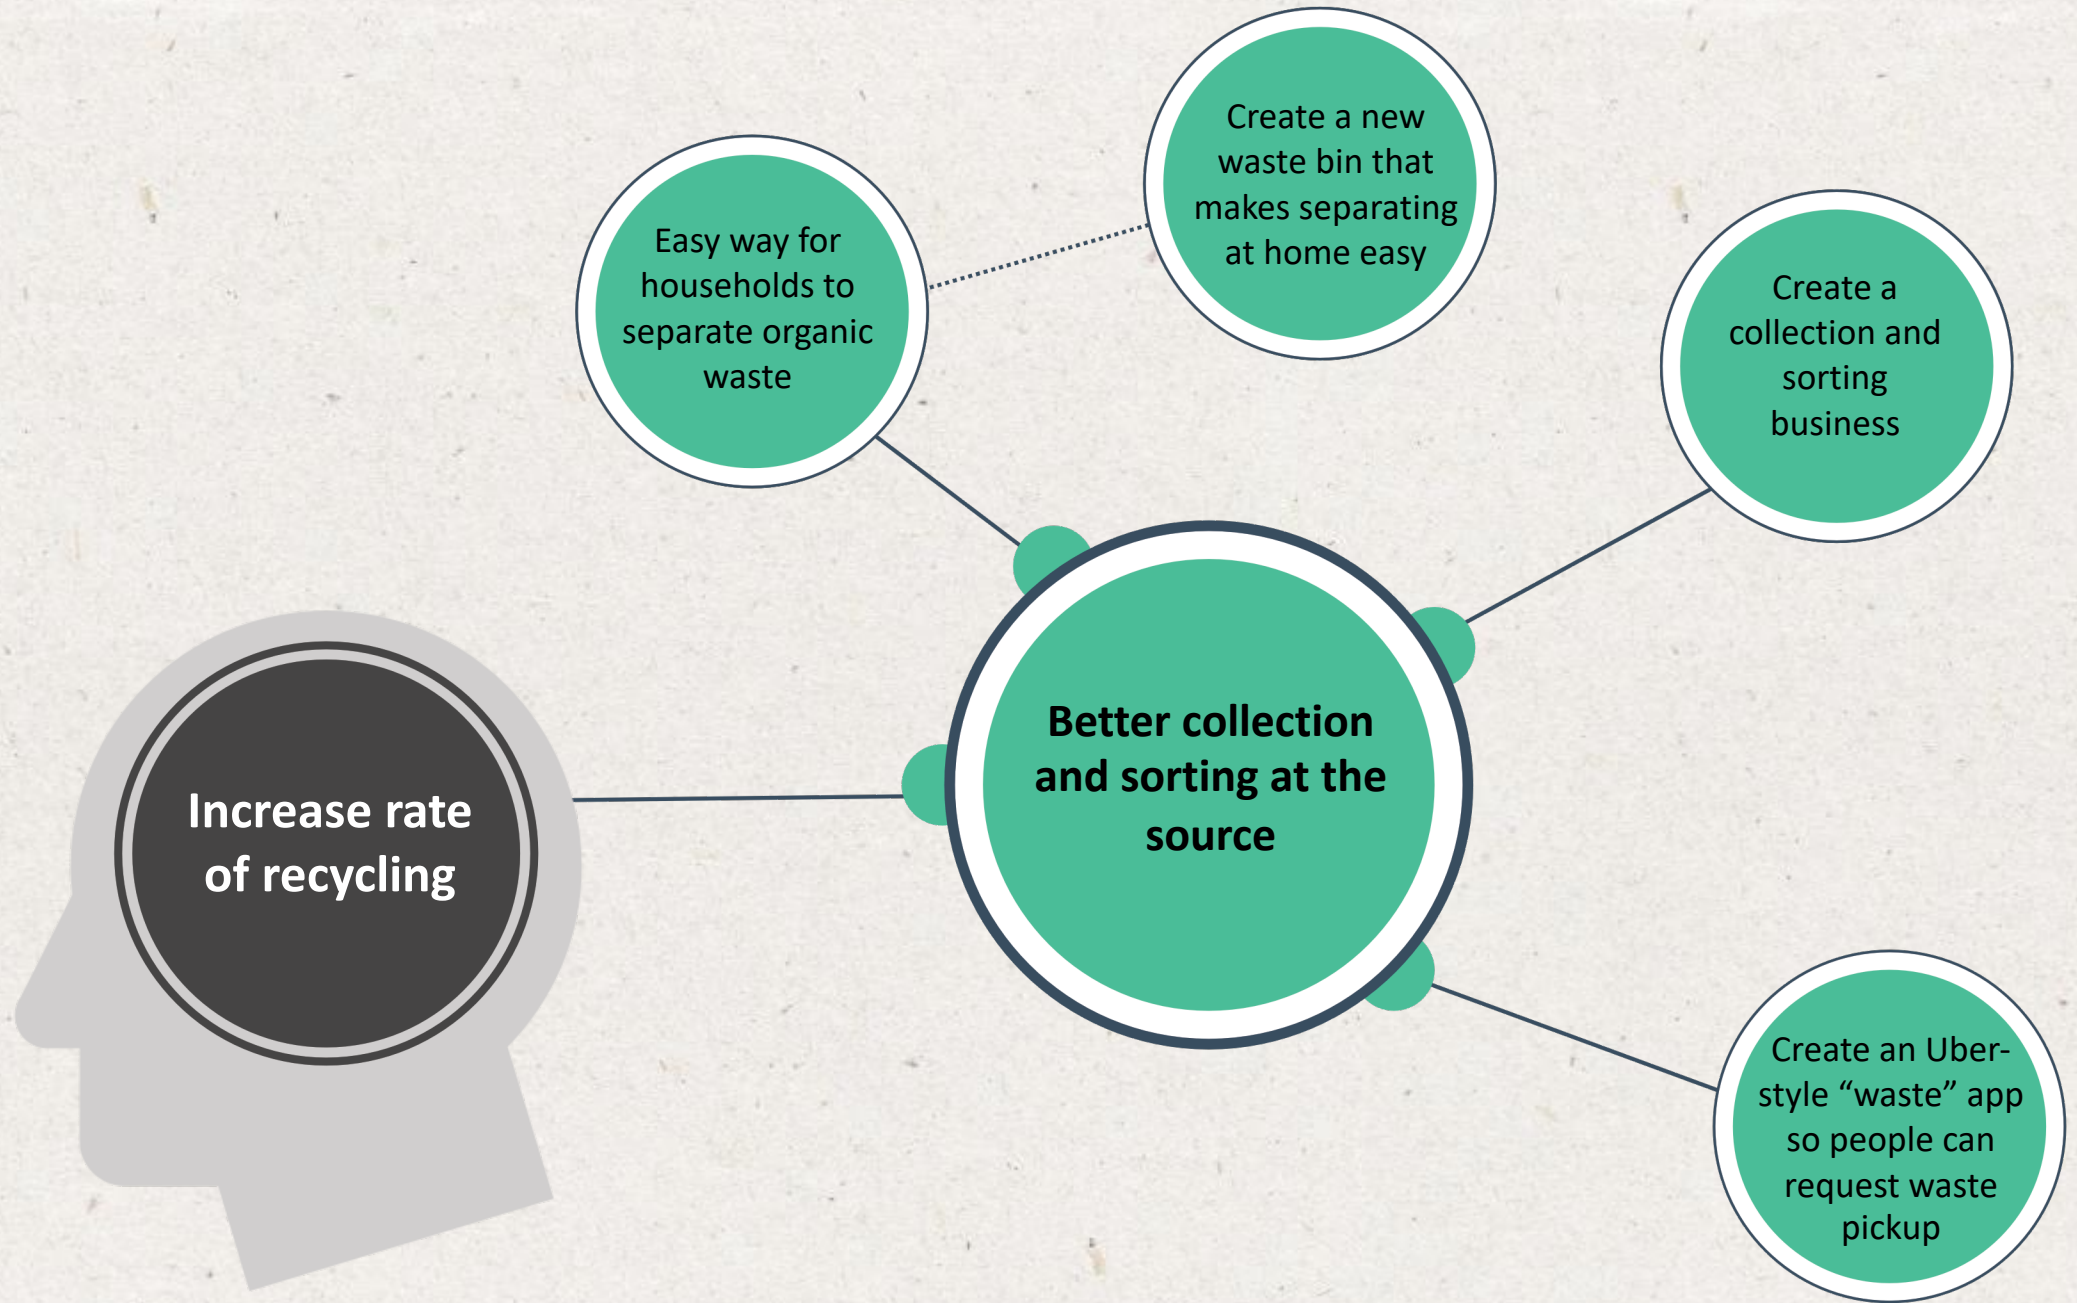 Create a new
waste bin that
makes separating
at home easy
Easy way for
households to
separate organic
waste
Create a
collection and
sorting
business
Better collection
and sorting at the
source
Increase rate
of recycling
Create an Uber-
style “waste” app
so people can
request waste
pickup